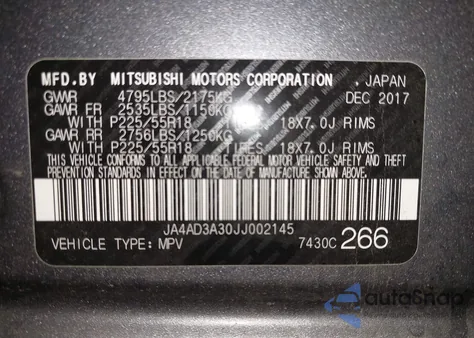 MFD.BY MITSUBISHI MOTORS CORPORATION , JAPAN
GVWR 4795LBS/2175KG DEC 2017
GAWR FR 2535LBS/1150KG
WITH P225/55R18 TIRES, 18X7.0J RIMS
GAWR RR 2756LBS/1250KG
WITH P225/55R18 TIRES, 18X7.0J RIMS
THIS VEHICLE CONFORMS TO ALL APPLICABLE FEDERAL MOTOR VEHICLE SAFETY AND THEFT
PREVENTION STANDARDS IN EFFECT ON THE DATE OF MANUFACTURE SHOWN ABOVE.
JA4AD3A30JJ002145
VEHICLE TYPE: MPV 7430C 266
autoSnap